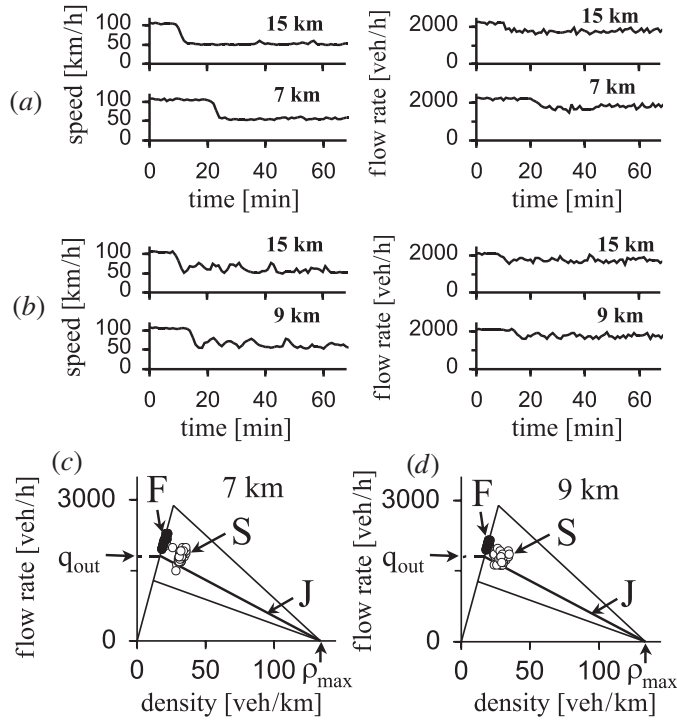 (a)
speed [km/h]
100
50
0
15 km
100
50
0
7 km
0 20 40 60
time [min]
flow rate [veh/h]
2000
0
15 km
2000
0
7 km
0 20 40 60
time [min]
(b)
speed [km/h]
100
50
0
15 km
100
50
0
9 km
0 20 40 60
time [min]
flow rate [veh/h]
2000
0
15 km
2000
0
9 km
0 20 40 60
time [min]
(c)
flow rate [veh/h]
3000
q_out
0
F
7 km
S
J
0 50 100 ρ_max
density [veh/km]
(d)
flow rate [veh/h]
3000
q_out
0
F
9 km
S
J
0 50 100 ρ_max
density [veh/km]